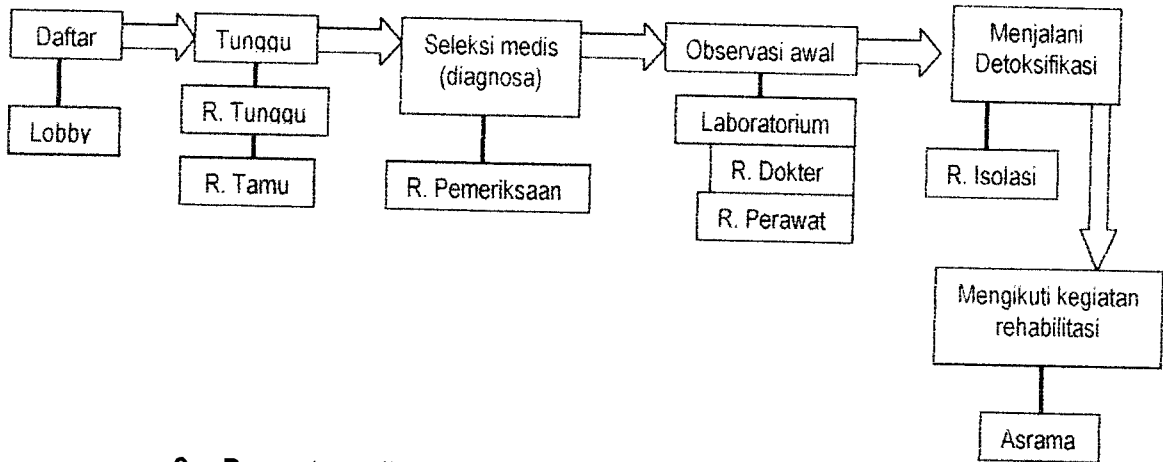 Daftar
Tunggu
Seleksi medis
(diagnosa)
Observasi awal
Menjalani
Detoksifikasi
Lobby
R. Tunggu
R. Tamu
R. Pemeriksaan
Laboratorium
R. Dokter
R. Perawat
R. Isolasi
Mengikuti kegiatan
rehabilitasi
Asrama